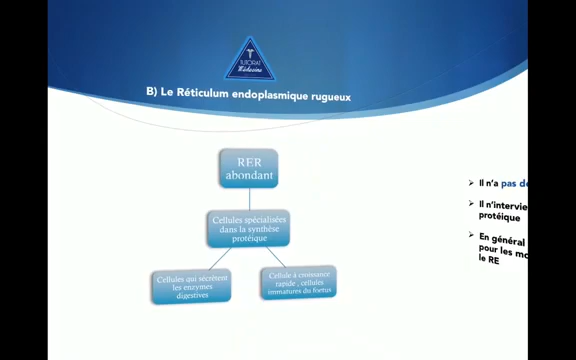 TUTORAT
Médecine
B) Le Réticulum endoplasmique rugueux
RER
abondant
Cellules spécialisées
dans la synthèse
protéique
Cellules qui sécrètent
les enzymes
digestives
Cellule à croissance
rapide , cellules
immatures du foetus
➤ Il n'a pas
➤ Il n'intervie
protéique
➤ En général
pour les mo
le RE